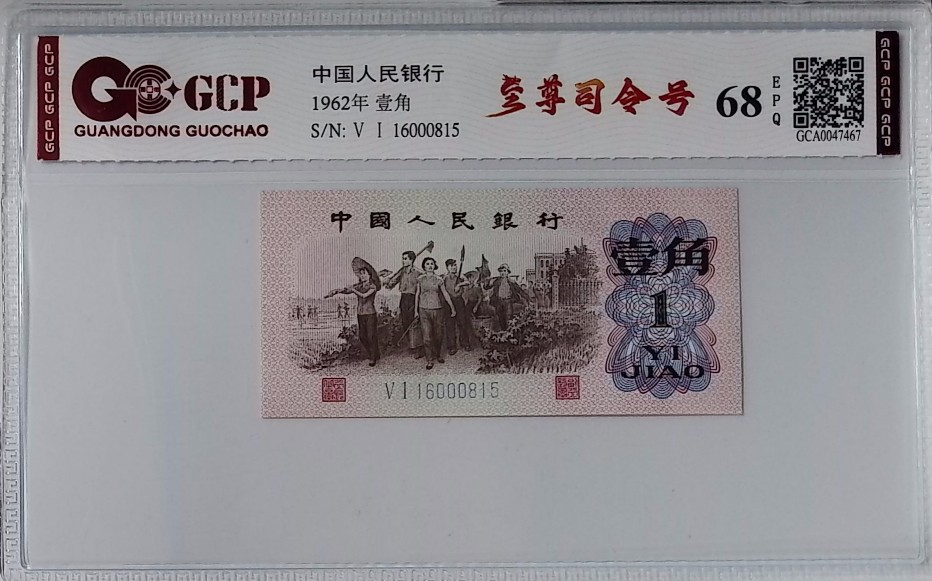 GCP GCP GCP
GCP
GUANGDONG GUOCHAO
中国人民银行
1962年 壹角
S/N: V I 16000815
至尊司令号
68
EPQ
GCA0047467
GCP GCP GCP
中國人民銀行
壹角
1
YI
JIAO
V I 16000815